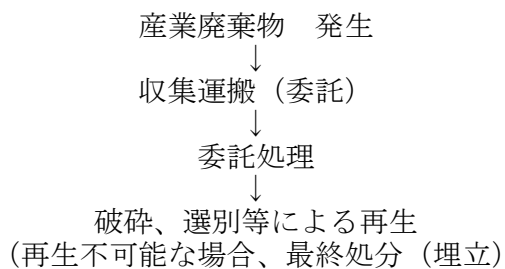 産業廃棄物　発生
↓
収集運搬（委託）
↓
委託処理
↓
破砕、選別等による再生
（再生不可能な場合、最終処分（埋立）